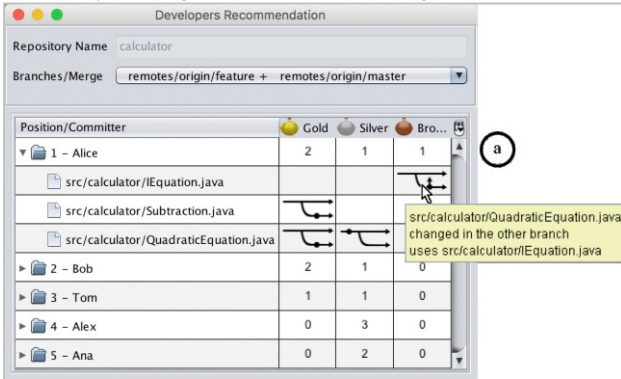 Developers Recommendation
Repository Name calculator
Branches/Merge remotes/origin/feature + remotes/origin/master
Position/Committer Gold Silver Bro...
1 - Alice 2 1 1
a
src/calculator/IEquation.java
src/calculator/Subtraction.java
src/calculator/QuadraticEquation.java
src/calculator/QuadraticEquation.java
changed in the other branch
uses src/calculator/IEquation.java
2 - Bob 2 1 0
3 - Tom 1 1 0
4 - Alex 0 3 0
5 - Ana 0 2 0